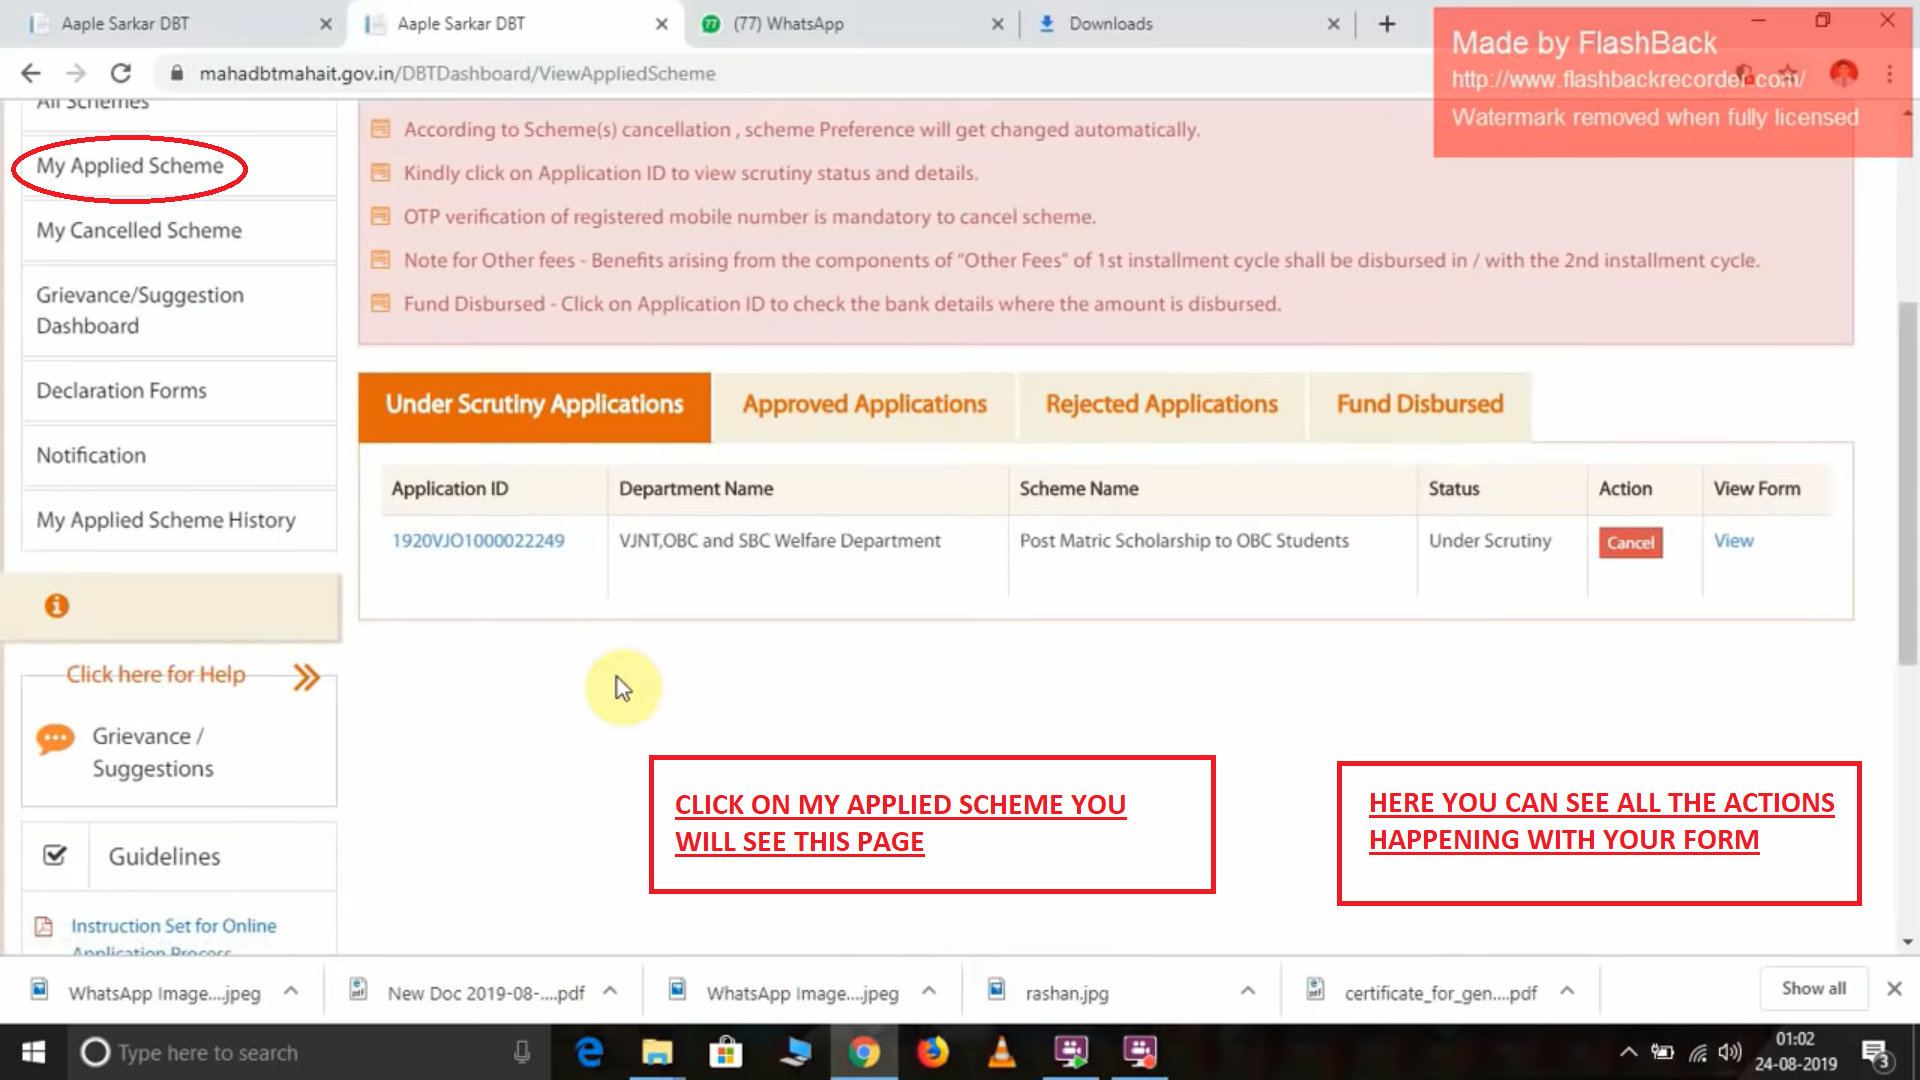 Aaple Sarkar DBT
Aaple Sarkar DBT
(77) WhatsApp
Downloads
Made by FlashBack
http://www.flashbackrecorder.com/
Watermark removed when fully licensed
mahadbtmahait.gov.in/DBTDashboard/ViewAppliedScheme
All Schemes
My Applied Scheme
My Cancelled Scheme
Grievance/Suggestion
Dashboard
Declaration Forms
Notification
My Applied Scheme History
Click here for Help
Grievance /
Suggestions
Guidelines
Instruction Set for Online
Application Process
According to Scheme(s) cancellation , scheme Preference will get changed automatically.
Kindly click on Application ID to view scrutiny status and details.
OTP verification of registered mobile number is mandatory to cancel scheme.
Note for Other fees - Benefits arising from the components of “Other Fees” of 1st installment cycle shall be disbursed in / with the 2nd installment cycle.
Fund Disbursed - Click on Application ID to check the bank details where the amount is disbursed.
Under Scrutiny Applications Approved Applications Rejected Applications Fund Disbursed
Application ID Department Name Scheme Name Status Action View Form
1920VJO1000022249 VJNT,OBC and SBC Welfare Department Post Matric Scholarship to OBC Students Under Scrutiny Cancel View
CLICK ON MY APPLIED SCHEME YOU
WILL SEE THIS PAGE
HERE YOU CAN SEE ALL THE ACTIONS
HAPPENING WITH YOUR FORM
WhatsApp Image....jpeg
New Doc 2019-08-....pdf
WhatsApp Image....jpeg
rashan.jpg
certificate_for_gen....pdf
Show all
Type here to search
01:02
24-08-2019
3